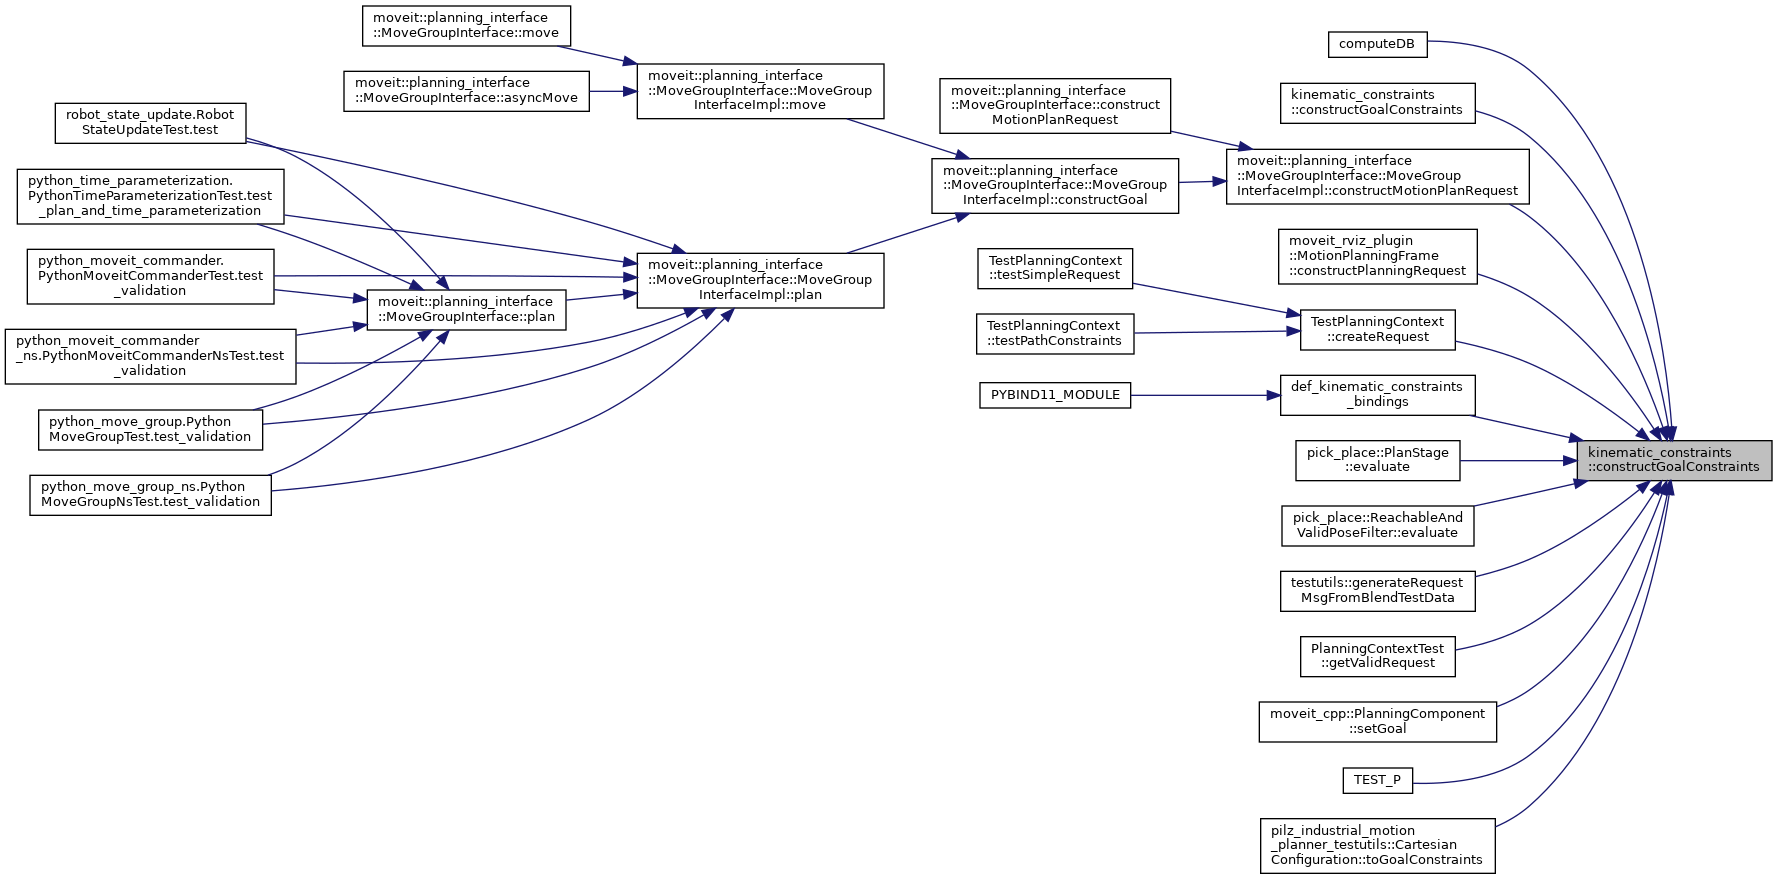 moveit::planning_interface
::MoveGroupInterface::move
moveit::planning_interface
::MoveGroupInterface::asyncMove
robot_state_update.Robot
StateUpdateTest.test
python_time_parameterization.
PythonTimeParameterizationTest.test
_plan_and_time_parameterization
python_moveit_commander.
PythonMoveitCommanderTest.test
_validation
python_moveit_commander
_ns.PythonMoveitCommanderNsTest.test
_validation
python_move_group.Python
MoveGroupTest.test_validation
python_move_group_ns.Python
MoveGroupNsTest.test_validation
moveit::planning_interface
::MoveGroupInterface::plan
moveit::planning_interface
::MoveGroupInterface::MoveGroup
InterfaceImpl::move
moveit::planning_interface
::MoveGroupInterface::MoveGroup
InterfaceImpl::plan
moveit::planning_interface
::MoveGroupInterface::construct
MotionPlanRequest
moveit::planning_interface
::MoveGroupInterface::MoveGroup
InterfaceImpl::constructGoal
TestPlanningContext
::testSimpleRequest
TestPlanningContext
::testPathConstraints
PYBIND11_MODULE
computeDB
kinematic_constraints
::constructGoalConstraints
moveit::planning_interface
::MoveGroupInterface::MoveGroup
InterfaceImpl::constructMotionPlanRequest
moveit_rviz_plugin
::MotionPlanningFrame
::constructPlanningRequest
TestPlanningContext
::createRequest
def_kinematic_constraints
_bindings
pick_place::PlanStage
::evaluate
pick_place::ReachableAnd
ValidPoseFilter::evaluate
testutils::generateRequest
MsgFromBlendTestData
PlanningContextTest
::getValidRequest
moveit_cpp::PlanningComponent
::setGoal
TEST_P
pilz_industrial_motion
_planner_testutils::Cartesian
Configuration::toGoalConstraints
kinematic_constraints
::constructGoalConstraints